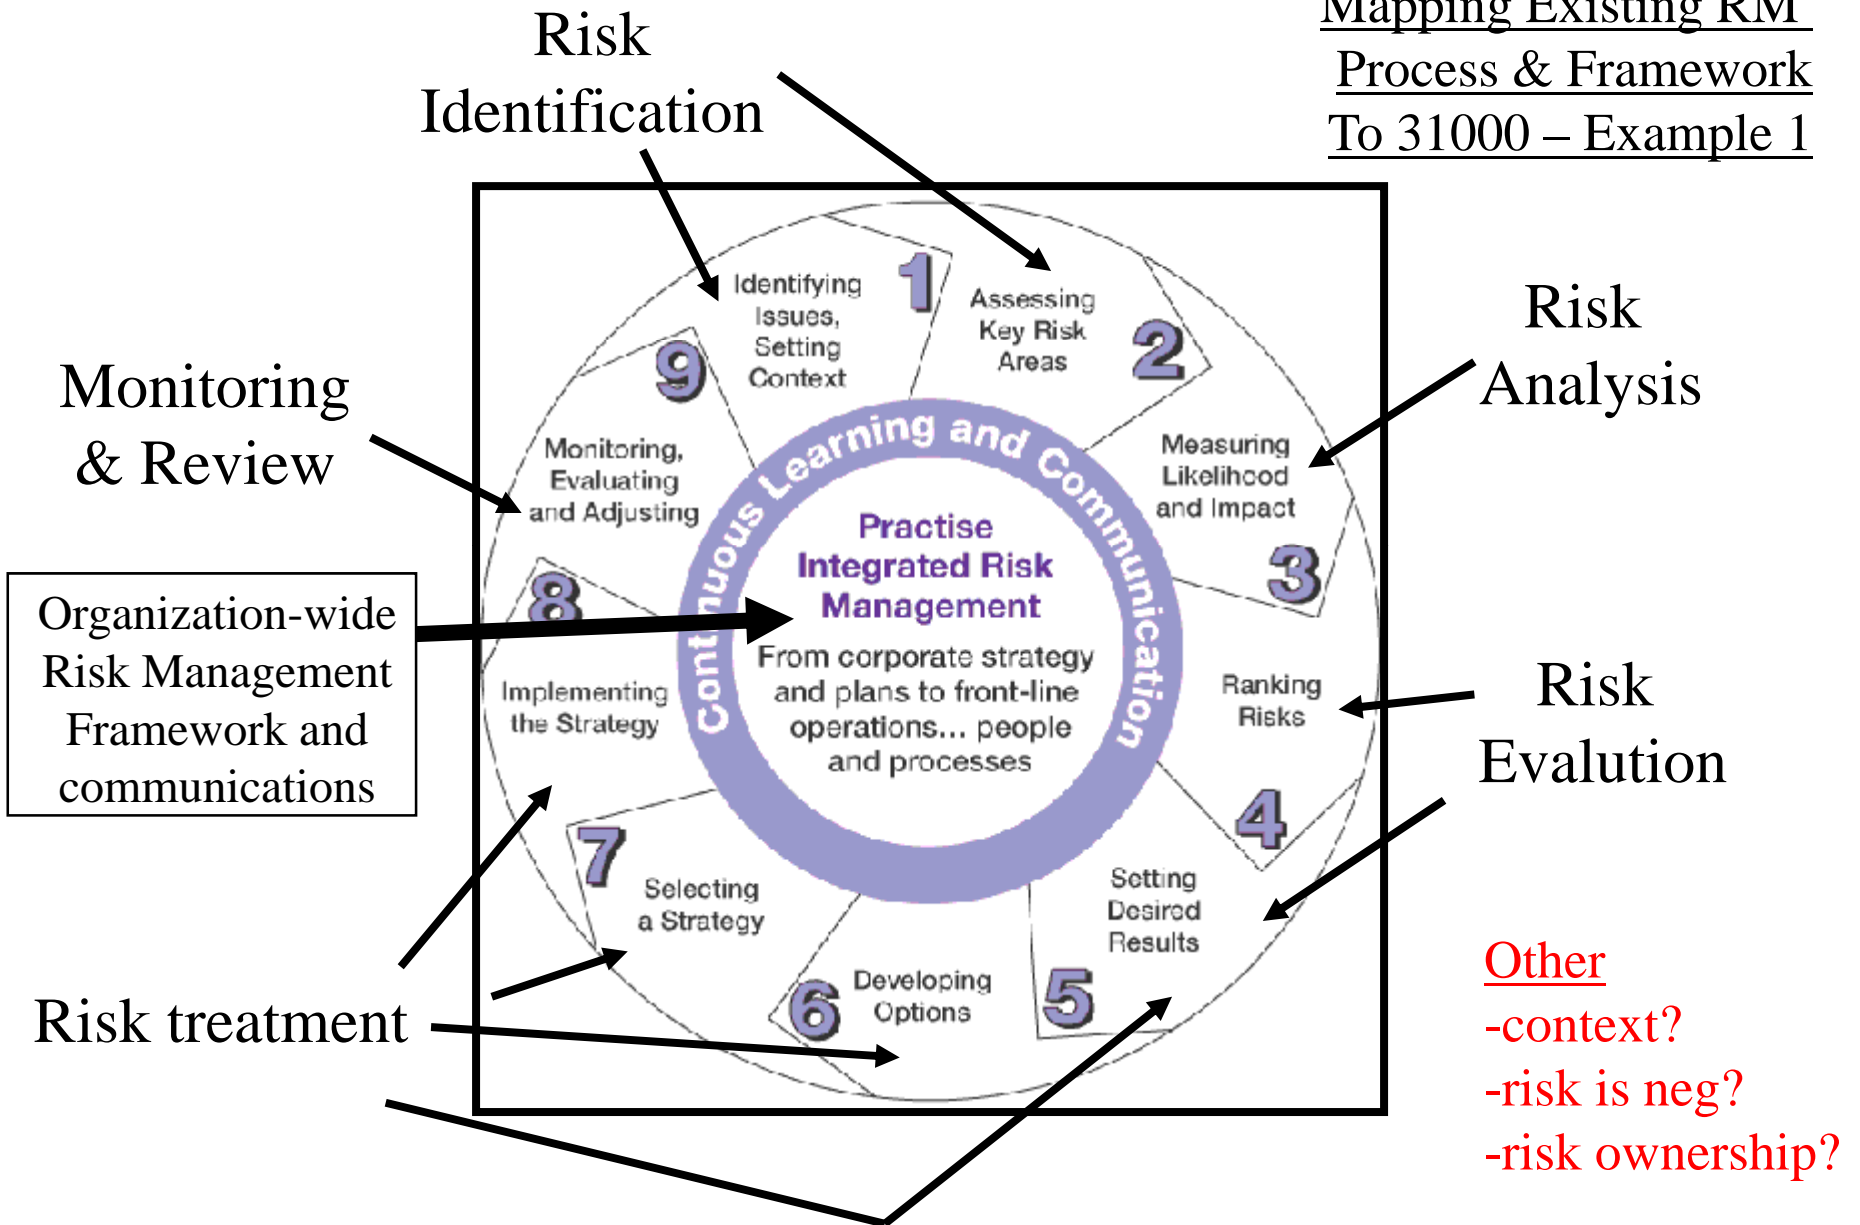 Mapping Existing RM
Process & Framework
To 31000 – Example 1
Risk
Identification
Risk
Analysis
Risk
Evalution
Monitoring
& Review
Organization-wide
Risk Management
Framework and
communications
Risk treatment
1
Identifying
Issues,
Setting
Context
2
Assessing
Key Risk
Areas
3
Measuring
Likelihood
and Impact
4
Ranking
Risks
5
Setting
Desired
Results
6
Developing
Options
7
Selecting
a Strategy
8
Implementing
the Strategy
9
Monitoring,
Evaluating
and Adjusting
Continuous Learning and Communication
Practise
Integrated Risk
Management
From corporate strategy
and plans to front-line
operations... people
and processes
Other
-context?
-risk is neg?
-risk ownership?